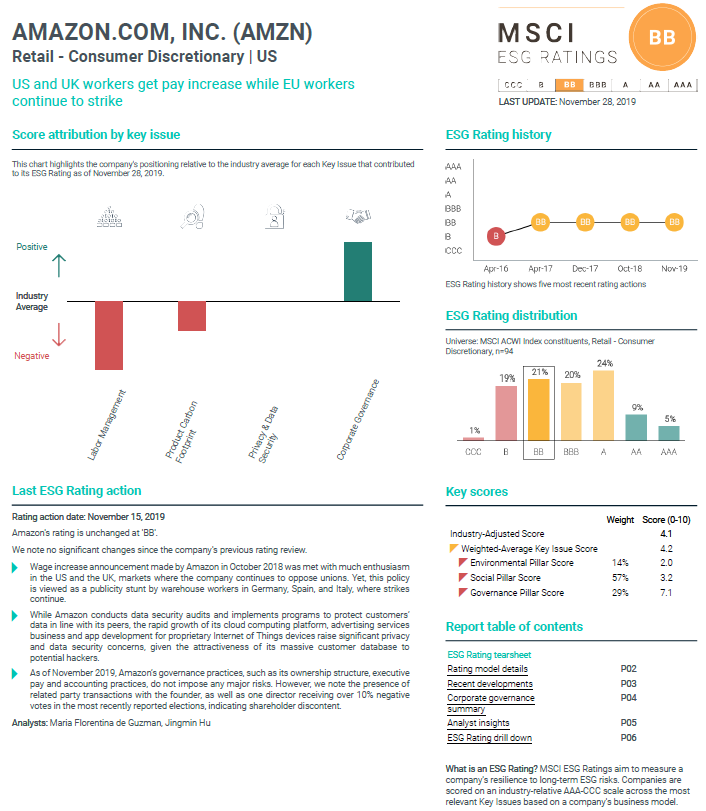 AMAZON.COM, INC. (AMZN)
Retail - Consumer Discretionary | US
US and UK workers get pay increase while EU workers
continue to strike
MSCI
ESG RATINGS
BB
CCC B BB BBB A AA AAA
LAST UPDATE: November 28, 2019
Score attribution by key issue
This chart highlights the company's positioning relative to the industry average for each Key Issue that contributed
to its ESG Rating as of November 28, 2019.
Positive
Industry
Average
Negative
Labor Management
Product Carbon
Footprint
Privacy & Data
Security
Corporate Governance
ESG Rating history
AAA
AA
A
BBB
BB
B
CCC
B BB BB BB BB
Apr-16 Apr-17 Dec-17 Oct-18 Nov-19
ESG Rating history shows five most recent rating actions
ESG Rating distribution
Universe: MSCI ACWI Index constituents, Retail - Consumer
Discretionary, n=94
1% 19% 21% 20% 24% 9% 5%
CCC B BB BBB A AA AAA
Last ESG Rating action
Rating action date: November 15, 2019
Amazon's rating is unchanged at 'BB'.
We note no significant changes since the company's previous rating review.
Wage increase announcement made by Amazon in October 2018 was met with much enthusiasm
in the US and the UK, markets where the company continues to oppose unions. Yet, this policy
is viewed as a publicity stunt by warehouse workers in Germany, Spain, and Italy, where strikes
continue.
While Amazon conducts data security audits and implements programs to protect customers'
data in line with its peers, the rapid growth of its cloud computing platform, advertising services
business and app development for proprietary Internet of Things devices raise significant privacy
and data security concerns, given the attractiveness of its massive customer database to
potential hackers.
As of November 2019, Amazon's governance practices, such as its ownership structure, executive
pay and accounting practices, do not impose any major risks. However, we note the presence of
related party transactions with the founder, as well as one director receiving over 10% negative
votes in the most recently reported elections, indicating shareholder discontent.
Analysts: Maria Florentina de Guzman, Jingmin Hu
Key scores
Weight Score (0-10)
Industry-Adjusted Score 4.1
Weighted-Average Key Issue Score 4.2
Environmental Pillar Score 14% 2.0
Social Pillar Score 57% 3.2
Governance Pillar Score 29% 7.1
Report table of contents
ESG Rating tearsheet
Rating model details P02
Recent developments P03
Corporate governance P04
summary
Analyst insights P05
ESG Rating drill down P06
What is an ESG Rating? MSCI ESG Ratings aim to measure a
company's resilience to long-term ESG risks. Companies are
scored on an industry-relative AAA-CCC scale across the most
relevant Key Issues based on a company's business model.